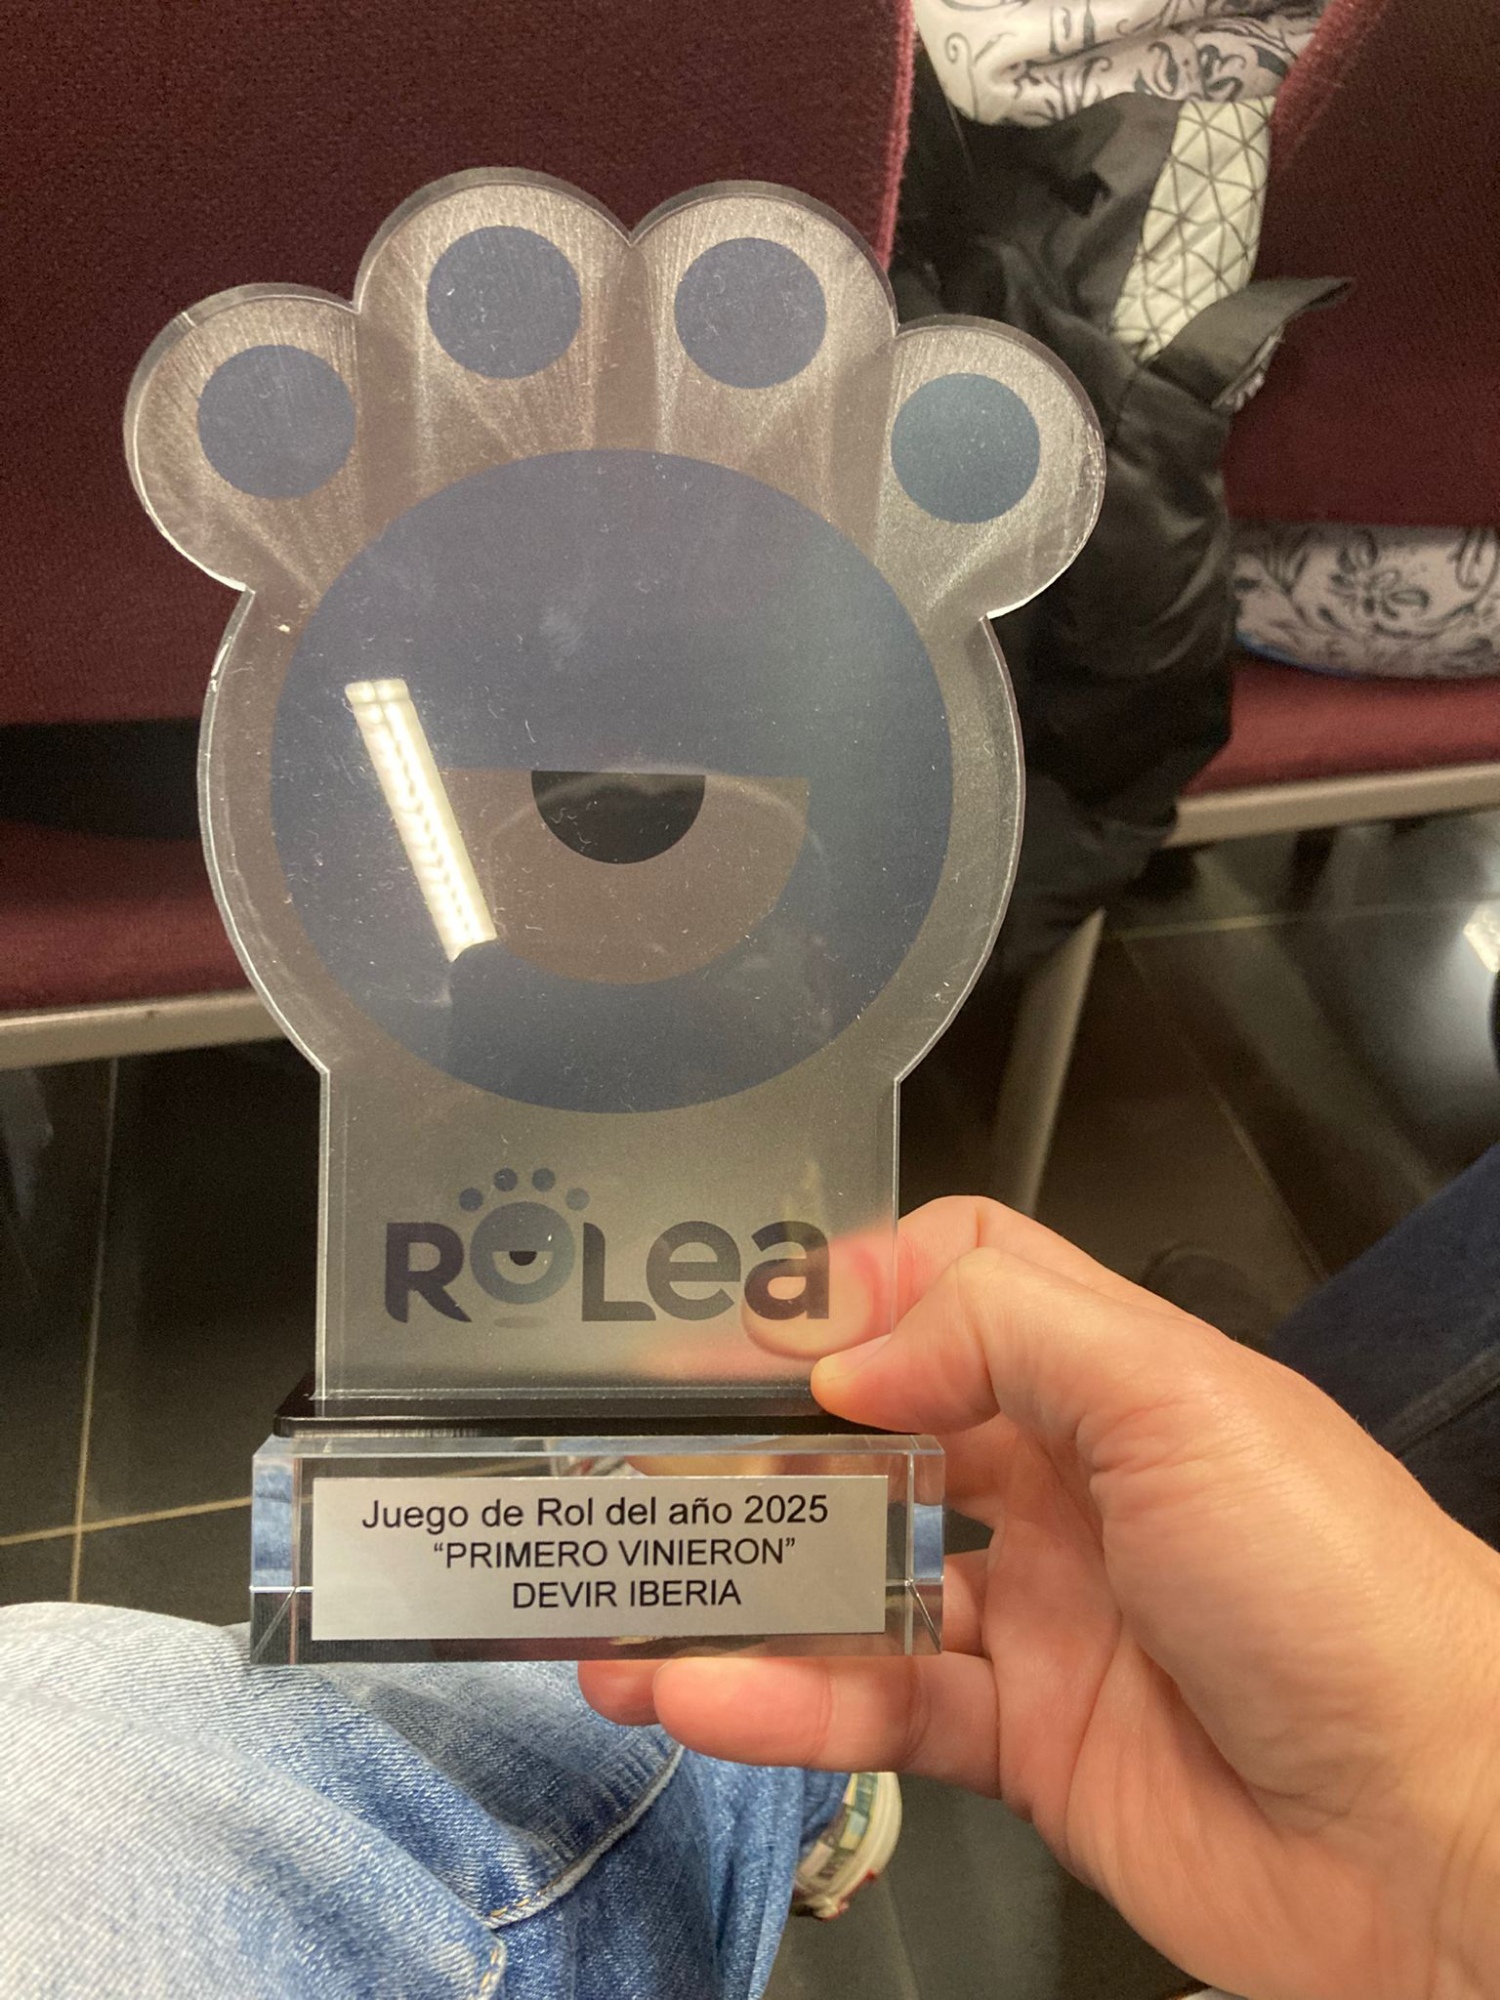 ROLea
Juego de Rol del año 2025
“PRIMERO VINIERON”
DEVIR IBERIA